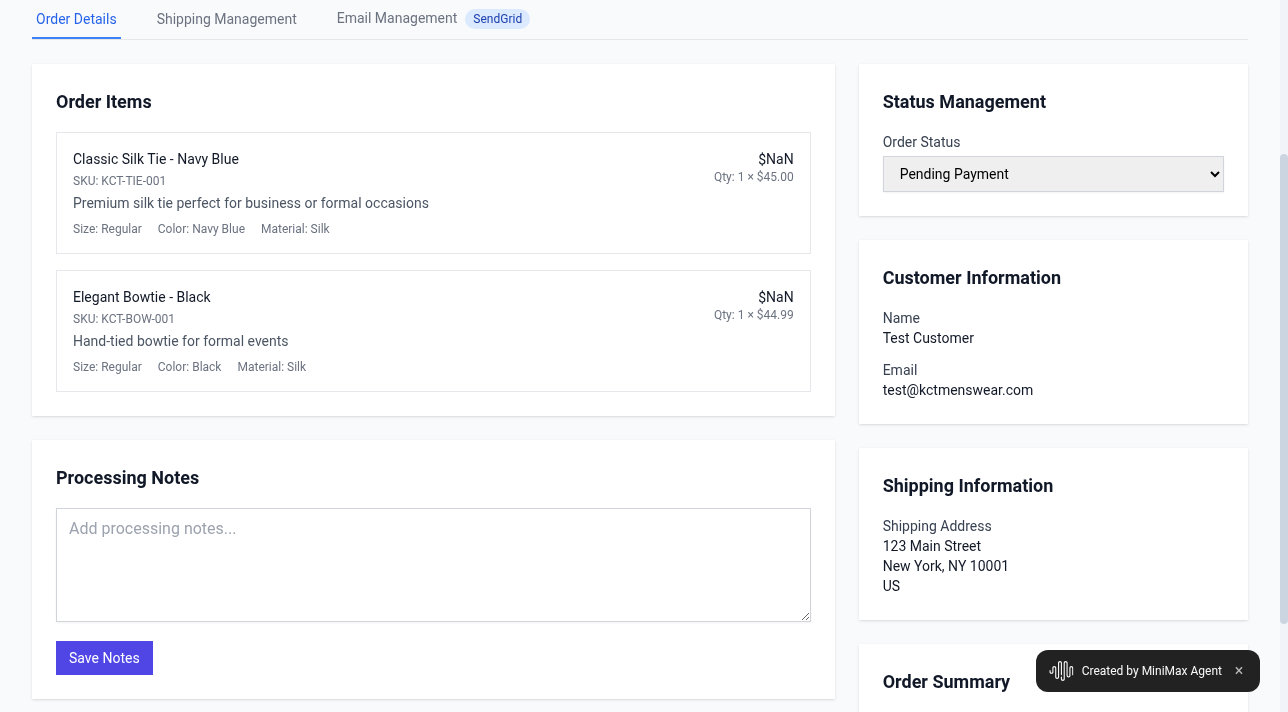 Order Details
Shipping Management
Email Management
SendGrid
Order Items
Classic Silk Tie - Navy Blue
$NaN
SKU: KCT-TIE-001
Qty: 1 × $45.00
Premium silk tie perfect for business or formal occasions
Size: Regular Color: Navy Blue Material: Silk
Elegant Bowtie - Black
$NaN
SKU: KCT-BOW-001
Qty: 1 × $44.99
Hand-tied bowtie for formal events
Size: Regular Color: Black Material: Silk
Processing Notes
Add processing notes...
Save Notes
Status Management
Order Status
Pending Payment
Customer Information
Name
Test Customer
Email
test@kctmenswear.com
Shipping Information
Shipping Address
123 Main Street
New York, NY 10001
US
Order Summary
Created by MiniMax Agent ×